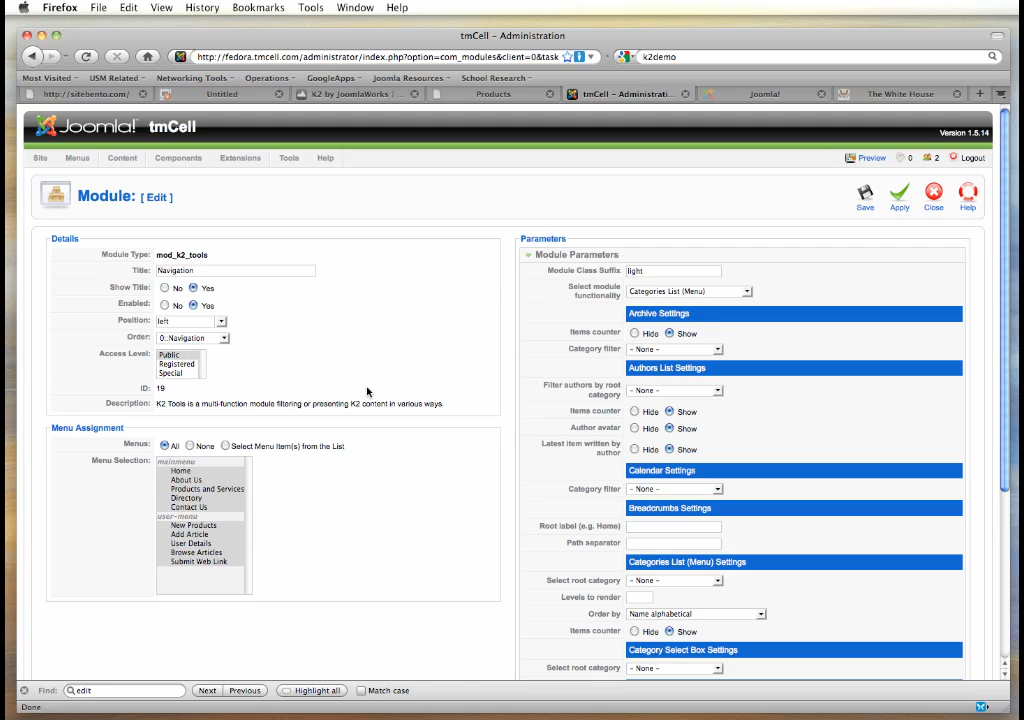 Firefox File Edit View History Bookmarks Tools Window Help
tmCell - Administration
http://fedora.tmcell.com/administrator/index.php?option=com_modules&client=0&task
k2demo
Most Visited USM Related Networking Tools Operations GoogleApps Joomla Resources School Research
http://sitebento.com/ Untitled K2 by JoomlaWorks |... Products tmCell - Administrati... Joomla! The White House
Joomla! tmCell
Version 1.5.14
Site Menus Content Components Extensions Tools Help Preview 0 2 Logout
Module: [ Edit ]
Save Apply Close Help
Details
Module Type: mod_k2_tools
Title: Navigation
Show Title: No Yes
Enabled: No Yes
Position: left
Order: 0::Navigation
Access Level: Public
Registered
Special
ID: 19
Description: K2 Tools is a multi-function module filtering or presenting K2 content in various ways.
Menu Assignment
Menus: All None Select Menu Item(s) from the List
Menu Selection: mainmenu
Home
About Us
Products and Services
Directory
Contact Us
user-menu
New Products
Add Article
User Details
Browse Articles
Submit Web Link
Parameters
Module Parameters
Module Class Suffix light
Select module functionality Categories List (Menu)
Archive Settings
Items counter Hide Show
Category filter - None -
Authors List Settings
Filter authors by root category - None -
Items counter Hide Show
Author avatar Hide Show
Latest item written by author Hide Show
Calendar Settings
Category filter - None -
Breadcrumbs Settings
Root label (e.g. Home)
Path separator
Categories List (Menu) Settings
Select root category - None -
Levels to render
Order by Name alphabetical
Items counter Hide Show
Category Select Box Settings
Select root category - None -
Find: edit Next Previous Highlight all Match case
Done